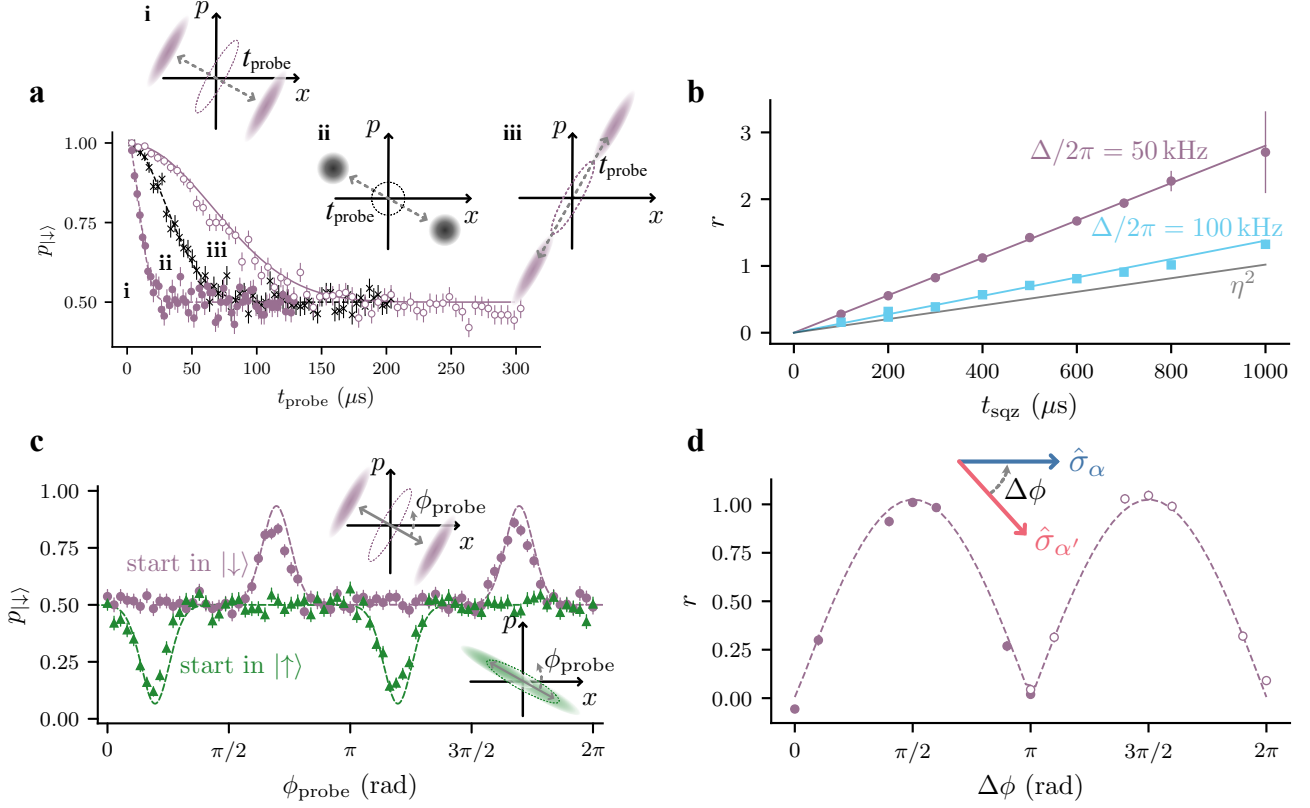 a
i
p
x
t_probe
ii
p
x
t_probe
iii
p
x
t_probe
1.00
0.75
0.50
p|↓⟩
i
ii
iii
0
50
100
150
200
250
300
t_probe (μs)
b
3
2
1
0
r
Δ/2π = 50 kHz
Δ/2π = 100 kHz
η²
0
200
400
600
800
1000
t_sqz (μs)
c
1.00
0.75
0.50
0.25
0.00
p|↓⟩
start in |↓⟩
start in |↑⟩
p
ϕ_probe
x
p
ϕ_probe
x
0
π/2
π
3π/2
2π
ϕ_probe (rad)
d
1.00
0.75
0.50
0.25
0.00
r
σ̂_α
Δϕ
σ̂_α′
0
π/2
π
3π/2
2π
Δϕ (rad)